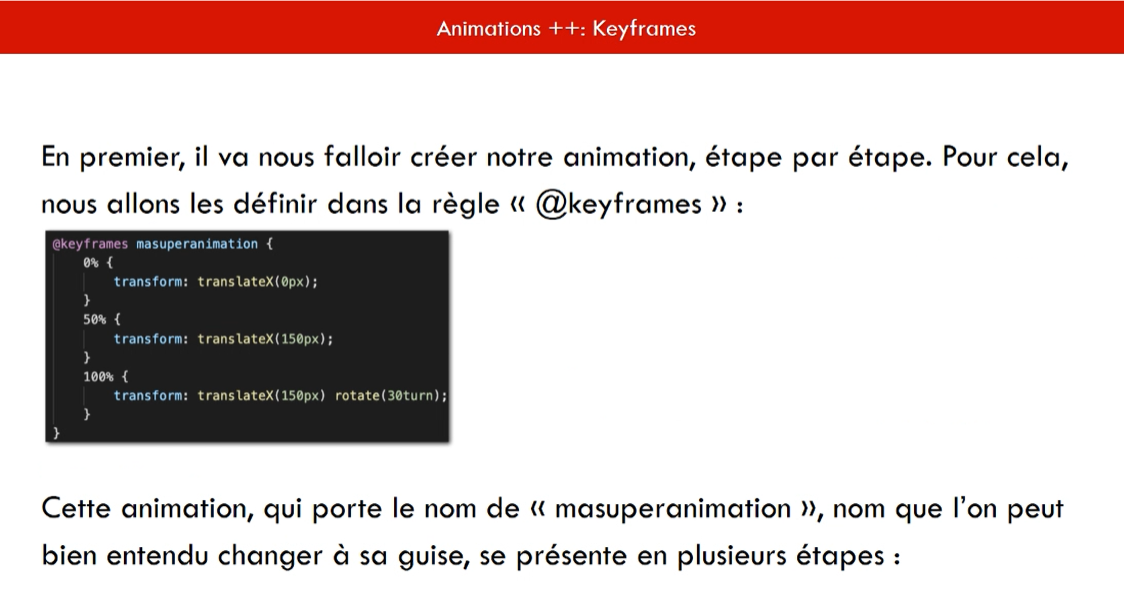 Animations ++: Keyframes
En premier, il va nous falloir créer notre animation, étape par étape. Pour cela,
nous allons les définir dans la règle « @keyframes » :
@keyframes masuperanimation {
0% {
transform: translateX(0px);
}
50% {
transform: translateX(150px);
}
100% {
transform: translateX(150px) rotate(30turn);
}
}
Cette animation, qui porte le nom de « masuperanimation », nom que l’on peut
bien entendu changer à sa guise, se présente en plusieurs étapes :